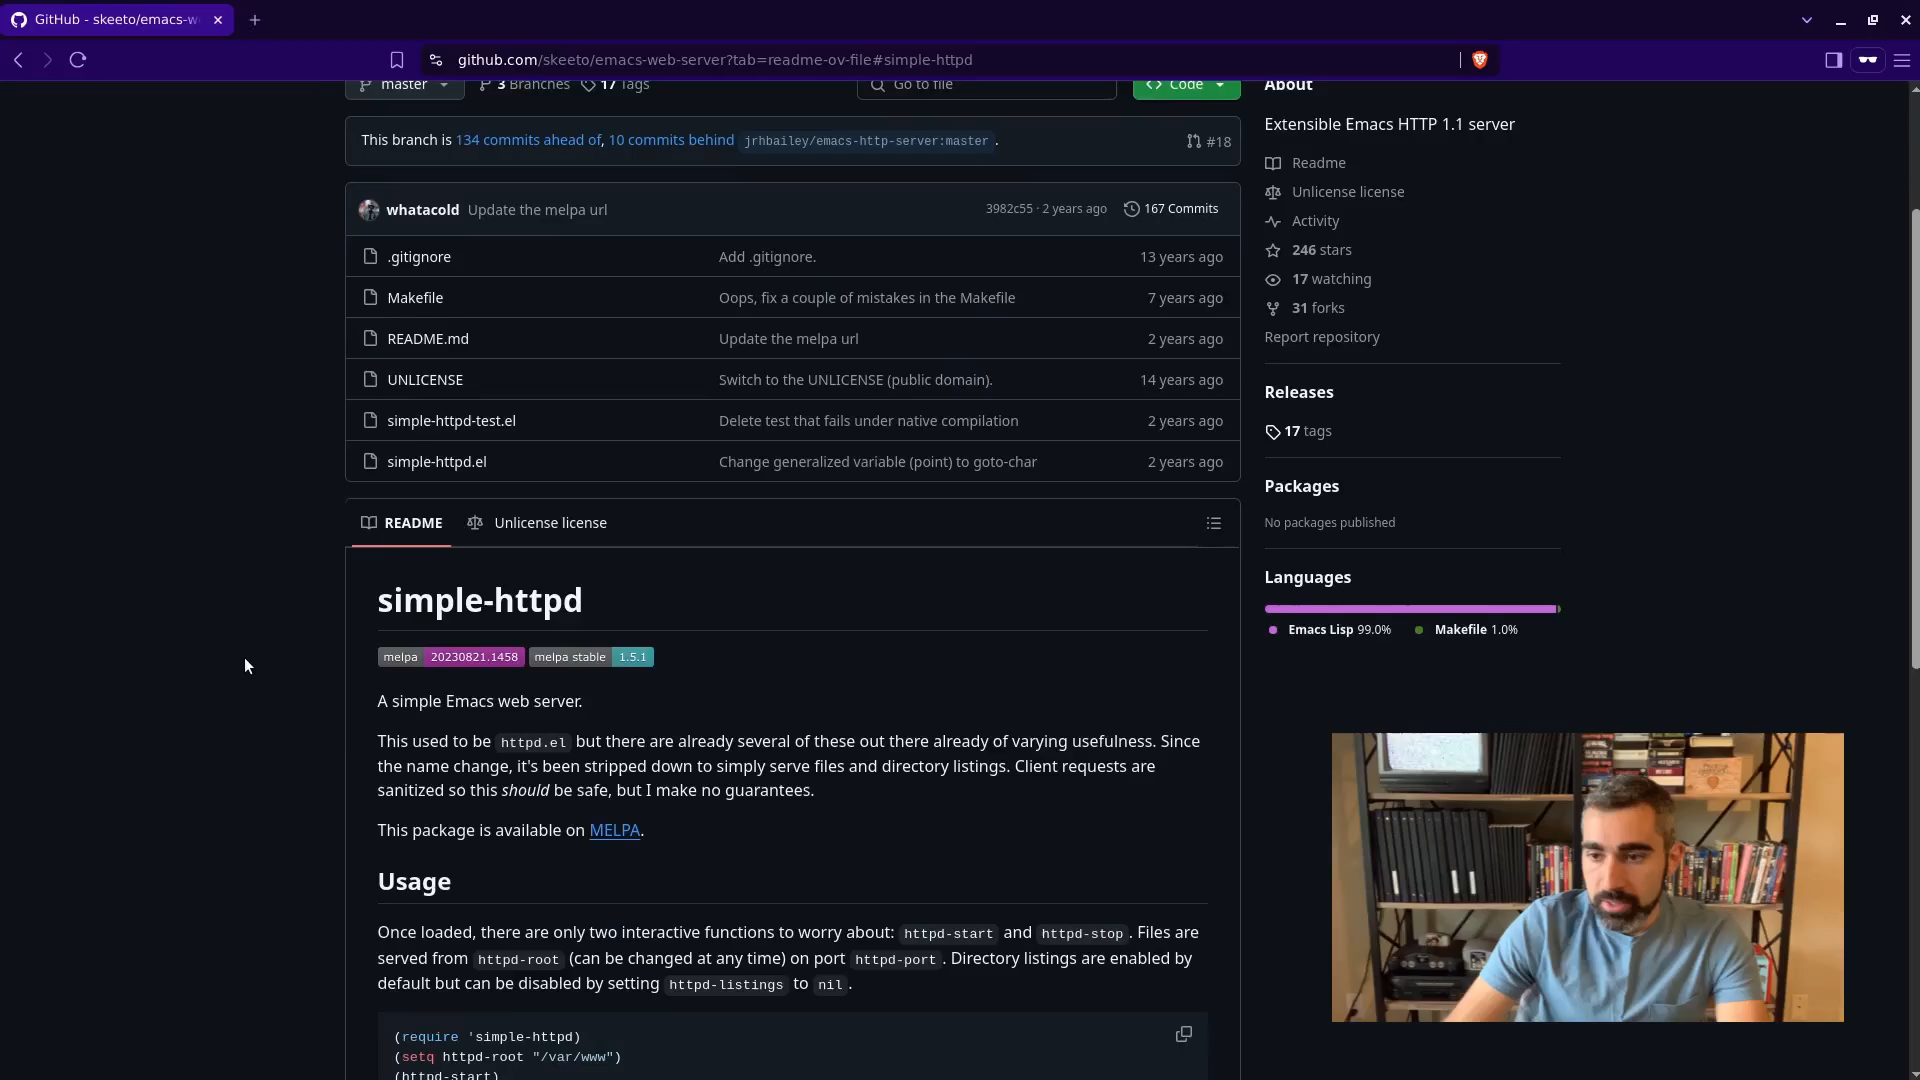 GitHub - skeeto/emacs-w
github.com/skeeto/emacs-web-server?tab=readme-ov-file#simple-httpd
master
3 Branches
17 Tags
Go to file
Code
This branch is 134 commits ahead of, 10 commits behind jrhbailey/emacs-http-server:master .
#18
whatacold Update the melpa url 3982c55 · 2 years ago 167 Commits
.gitignore Add .gitignore. 13 years ago
Makefile Oops, fix a couple of mistakes in the Makefile 7 years ago
README.md Update the melpa url 2 years ago
UNLICENSE Switch to the UNLICENSE (public domain). 14 years ago
simple-httpd-test.el Delete test that fails under native compilation 2 years ago
simple-httpd.el Change generalized variable (point) to goto-char 2 years ago
README Unlicense license
simple-httpd
melpa 20230821.1458 melpa stable 1.5.1
A simple Emacs web server.
This used to be httpd.el but there are already several of these out there already of varying usefulness. Since
the name change, it's been stripped down to simply serve files and directory listings. Client requests are
sanitized so this should be safe, but I make no guarantees.
This package is available on MELPA.
Usage
Once loaded, there are only two interactive functions to worry about: httpd-start and httpd-stop. Files are
served from httpd-root (can be changed at any time) on port httpd-port. Directory listings are enabled by
default but can be disabled by setting httpd-listings to nil.
(require 'simple-httpd)
(setq httpd-root "/var/www")
(httpd-start)
About
Extensible Emacs HTTP 1.1 server
Readme
Unlicense license
Activity
246 stars
17 watching
31 forks
Report repository
Releases
17 tags
Packages
No packages published
Languages
Emacs Lisp 99.0% Makefile 1.0%